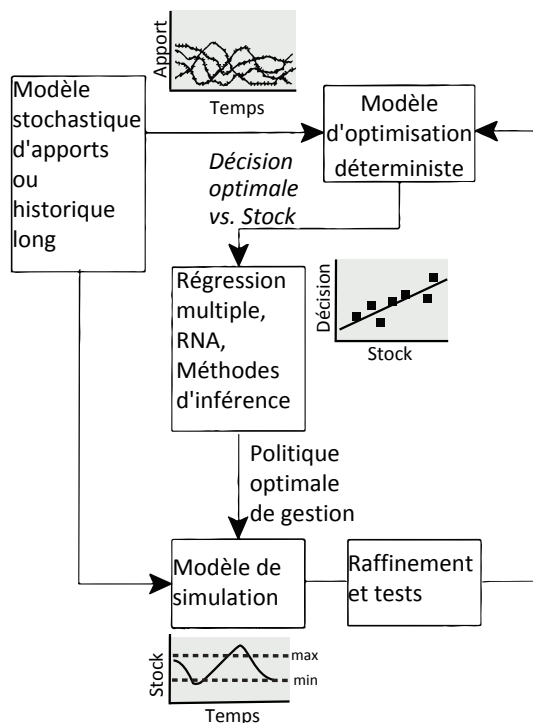 Apport
Temps
Modèle
stochastique
d'apports
ou
historique
long
Modèle
d'optimisation
déterministe
Décision
optimale
vs. Stock
Régression
multiple,
RNA,
Méthodes
d'inférence
Décision
Stock
Politique
optimale
de gestion
Modèle de
simulation
Raffinement
et tests
Stock
max
min
Temps